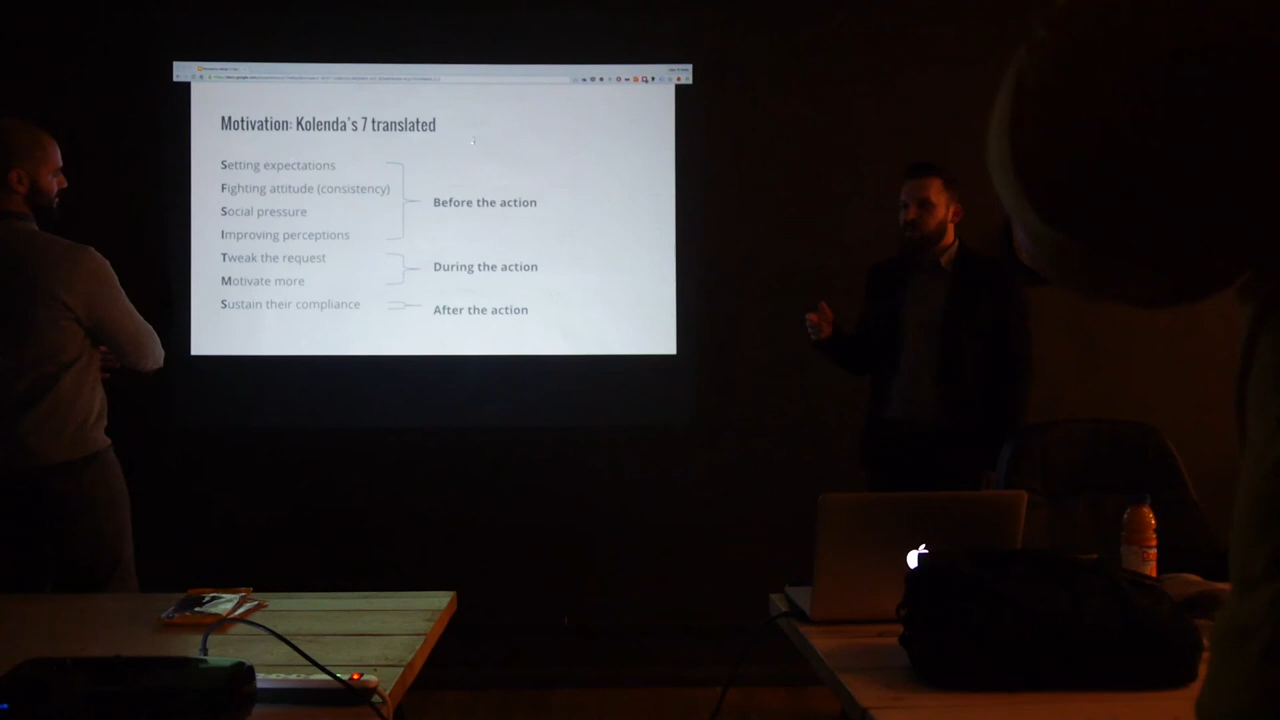 Motivation: Kolenda's 7 translated
Setting expectations
Fighting attitude (consistency)
Social pressure
Improving perceptions
Before the action
Tweak the request
Motivate more
During the action
Sustain their compliance
After the action